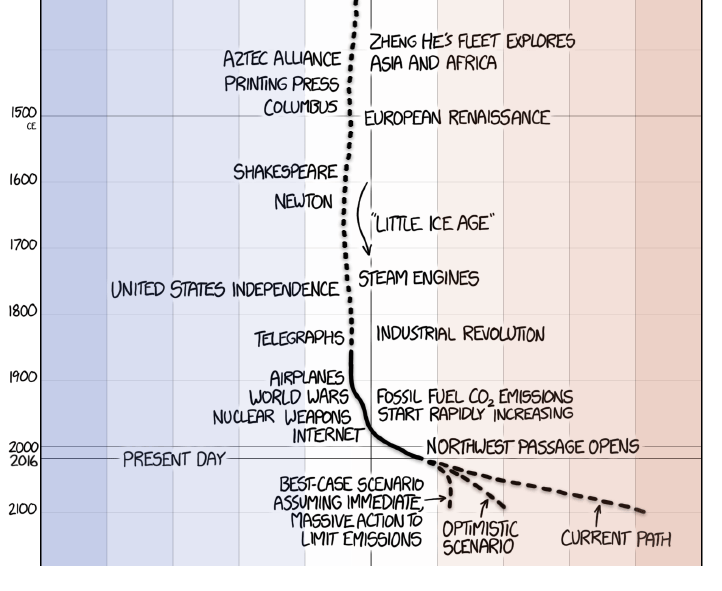 ZHENG HE'S FLEET EXPLORES
ASIA AND AFRICA
AZTEC ALLIANCE
PRINTING PRESS
COLUMBUS
1500
CE
EUROPEAN RENAISSANCE
SHAKESPEARE
1600
NEWTON
"LITTLE ICE AGE"
1700
STEAM ENGINES
UNITED STATES INDEPENDENCE
1800
TELEGRAPHS
INDUSTRIAL REVOLUTION
1900
AIRPLANES
WORLD WARS
NUCLEAR WEAPONS
INTERNET
FOSSIL FUEL CO₂ EMISSIONS
START RAPIDLY INCREASING
2000
NORTHWEST PASSAGE OPENS
2016
PRESENT DAY
BEST-CASE SCENARIO
ASSUMING IMMEDIATE,
MASSIVE ACTION TO
LIMIT EMISSIONS
2100
OPTIMISTIC
SCENARIO
CURRENT PATH